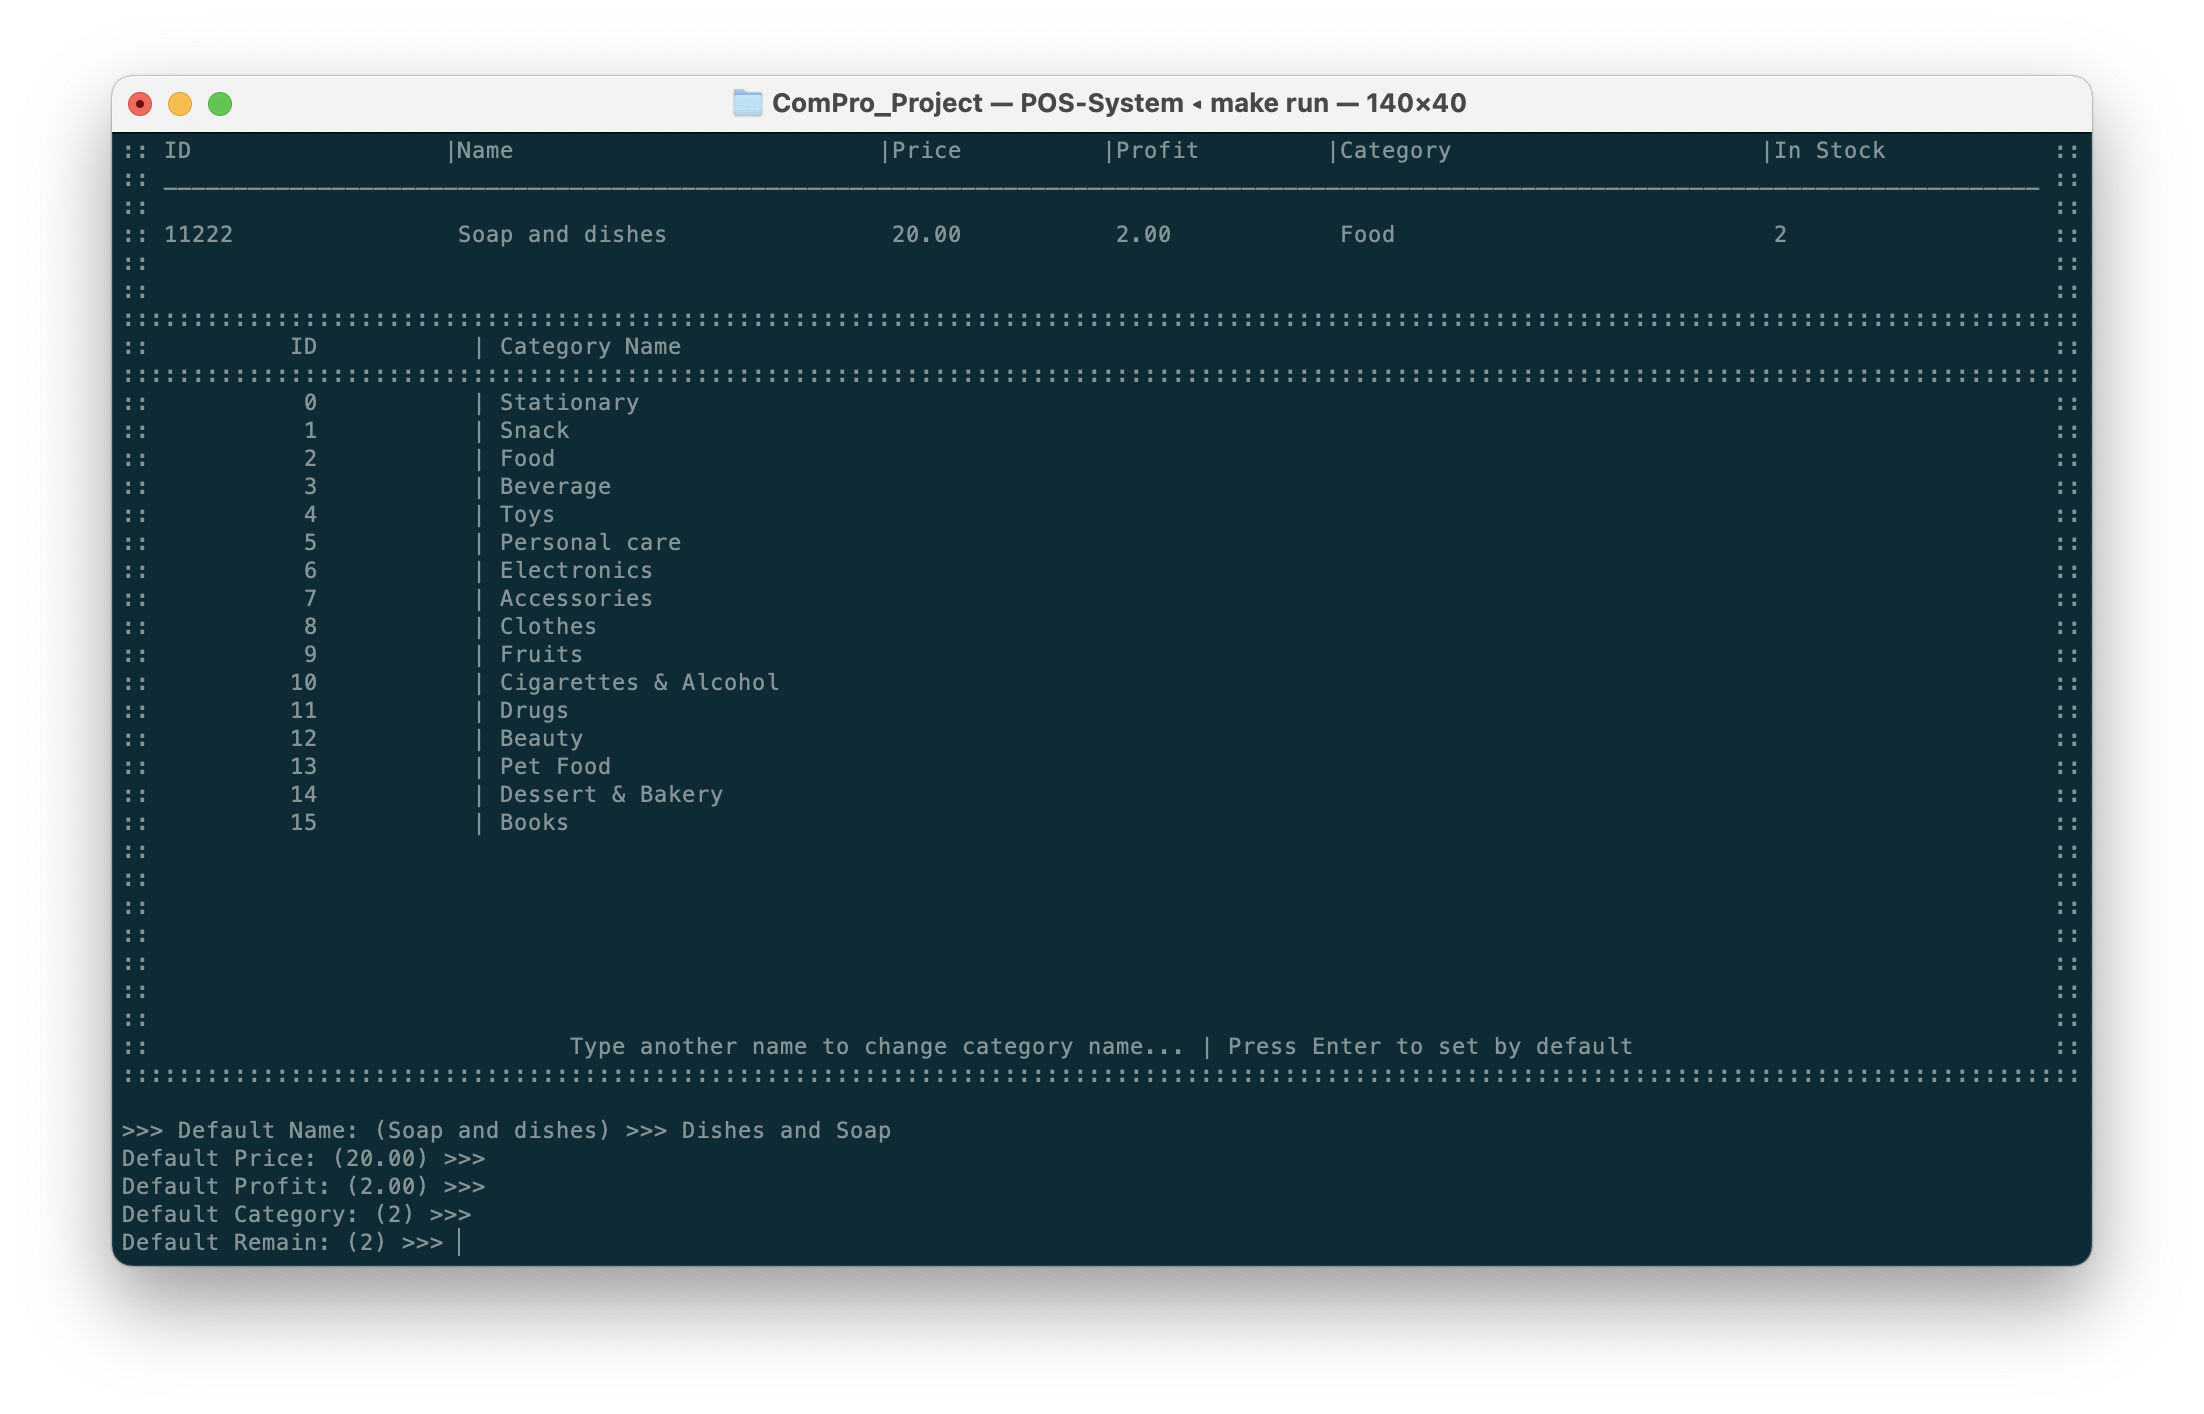 ComPro_Project — POS-System ◂ make run — 140×40
:: ID |Name |Price |Profit |Category |In Stock ::
:: ______________________________________________________________________________________________________________________________________ ::
:: ::
:: 11222 Soap and dishes 20.00 2.00 Food 2 ::
:: ::
:: ::
::::::::::::::::::::::::::::::::::::::::::::::::::::::::::::::::::::::::::::::::::::::::::::::::::::::::::::::::::::::::::::::::::::::::::::
:: ID | Category Name ::
::::::::::::::::::::::::::::::::::::::::::::::::::::::::::::::::::::::::::::::::::::::::::::::::::::::::::::::::::::::::::::::::::::::::::::
:: 0 | Stationary ::
:: 1 | Snack ::
:: 2 | Food ::
:: 3 | Beverage ::
:: 4 | Toys ::
:: 5 | Personal care ::
:: 6 | Electronics ::
:: 7 | Accessories ::
:: 8 | Clothes ::
:: 9 | Fruits ::
:: 10 | Cigarettes & Alcohol ::
:: 11 | Drugs ::
:: 12 | Beauty ::
:: 13 | Pet Food ::
:: 14 | Dessert & Bakery ::
:: 15 | Books ::
:: ::
:: ::
:: ::
:: ::
:: ::
:: ::
:: ::
:: Type another name to change category name... | Press Enter to set by default ::
::::::::::::::::::::::::::::::::::::::::::::::::::::::::::::::::::::::::::::::::::::::::::::::::::::::::::::::::::::::::::::::::::::::::::::
>>> Default Name: (Soap and dishes) >>> Dishes and Soap
Default Price: (20.00) >>>
Default Profit: (2.00) >>>
Default Category: (2) >>>
Default Remain: (2) >>>